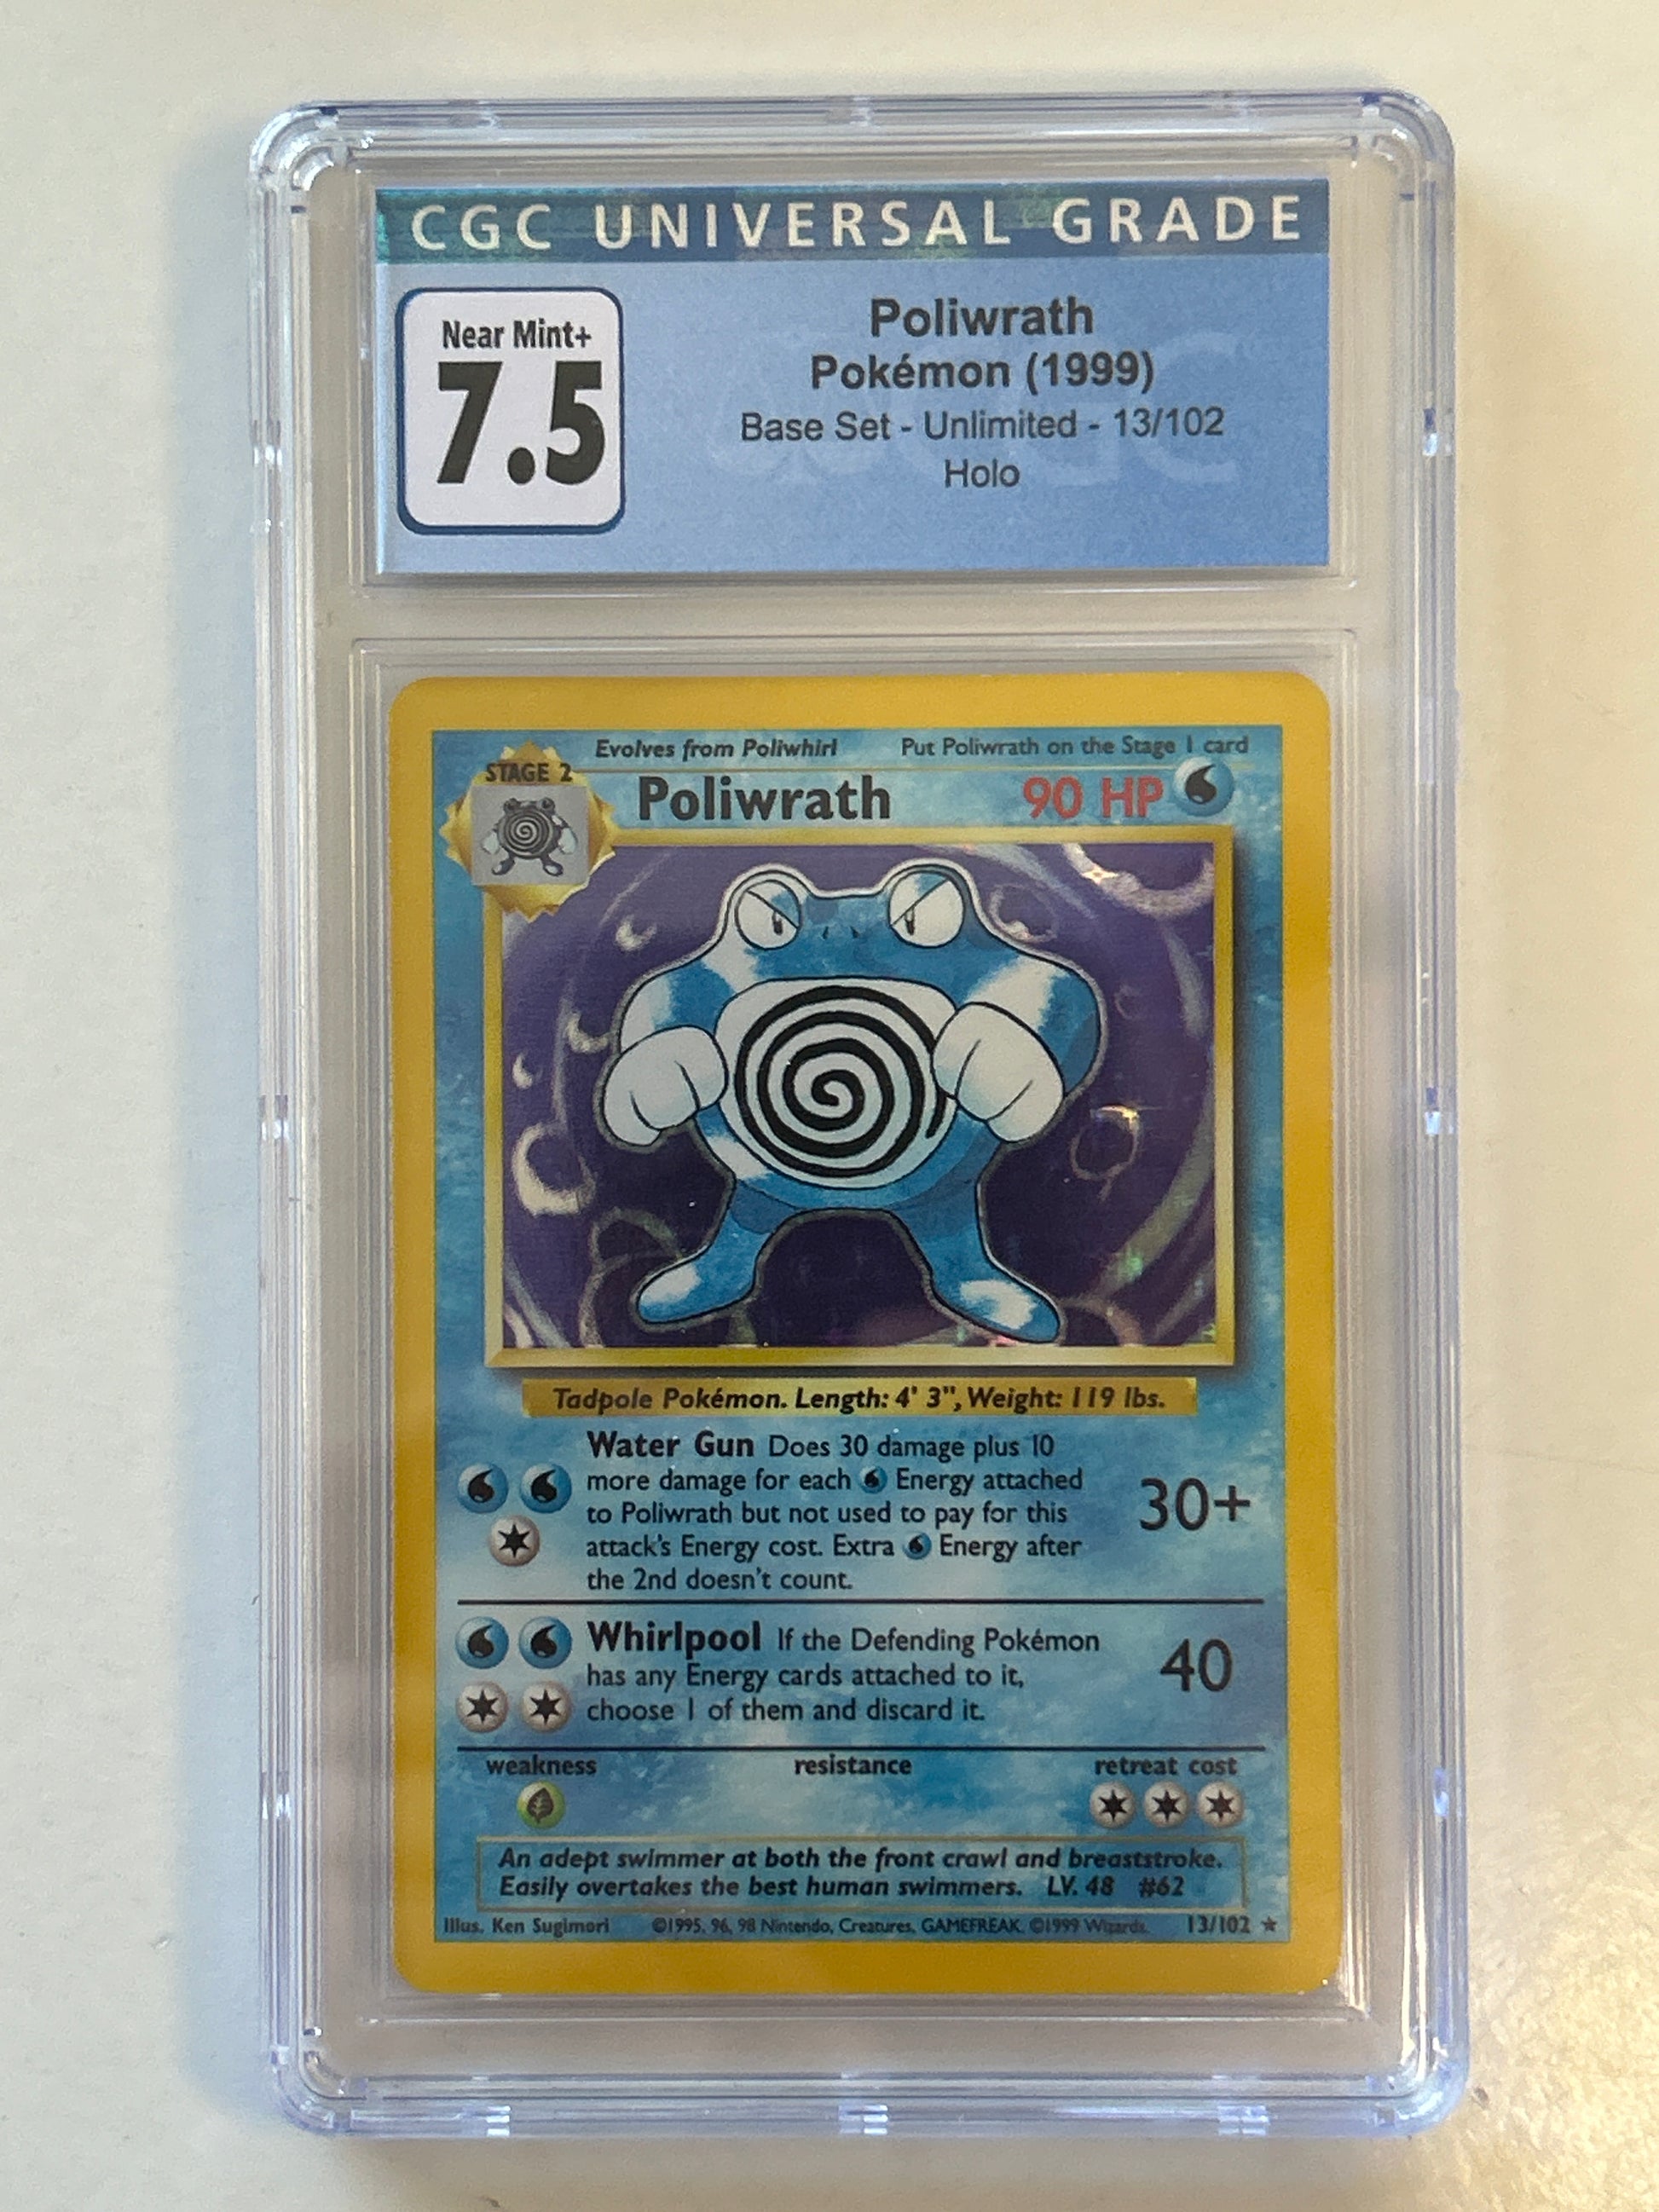 CGC UNIVERSAL GRADE
Near Mint+
7.5
Poliwrath
Pokémon (1999)
Base Set - Unlimited - 13/102
Holo
CGC
Evolves from Poliwhirl Put Poliwrath on the Stage 1 card
STAGE 2
Poliwrath 90 HP
Tadpole Pokémon. Length: 4' 3", Weight: 119 lbs.
Water Gun Does 30 damage plus 10
more damage for each Energy attached
to Poliwrath but not used to pay for this
attack's Energy cost. Extra Energy after
the 2nd doesn't count.
30+
Whirlpool If the Defending Pokémon
has any Energy cards attached to it,
choose 1 of them and discard it.
40
weakness resistance retreat cost
An adept swimmer at both the front crawl and breaststroke.
Easily overtakes the best human swimmers. LV. 48 #62
Illus. Ken Sugimori ©1995, 96, 98 Nintendo, Creatures, GAMEFREAK. ©1999 Wizards. 13/102 ★